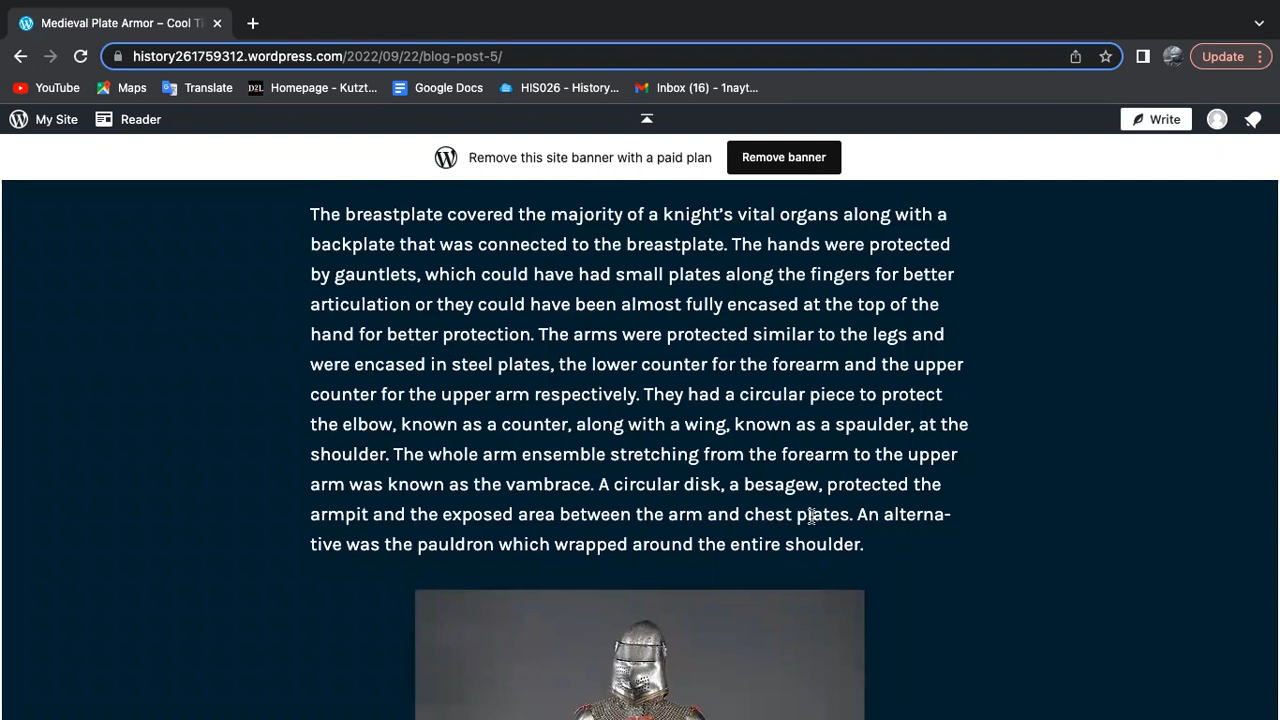 Medieval Plate Armor – Cool Ti
history261759312.wordpress.com/2022/09/22/blog-post-5/
Update
YouTube
Maps
Translate
Homepage - Kutzt...
Google Docs
HIS026 - History...
Inbox (16) - 1nayt...
My Site
Reader
Write
Remove this site banner with a paid plan
Remove banner
The breastplate covered the majority of a knight's vital organs along with a
backplate that was connected to the breastplate. The hands were protected
by gauntlets, which could have had small plates along the fingers for better
articulation or they could have been almost fully encased at the top of the
hand for better protection. The arms were protected similar to the legs and
were encased in steel plates, the lower counter for the forearm and the upper
counter for the upper arm respectively. They had a circular piece to protect
the elbow, known as a counter, along with a wing, known as a spaulder, at the
shoulder. The whole arm ensemble stretching from the forearm to the upper
arm was known as the vambrace. A circular disk, a besagew, protected the
armpit and the exposed area between the arm and chest plates. An alterna-
tive was the pauldron which wrapped around the entire shoulder.